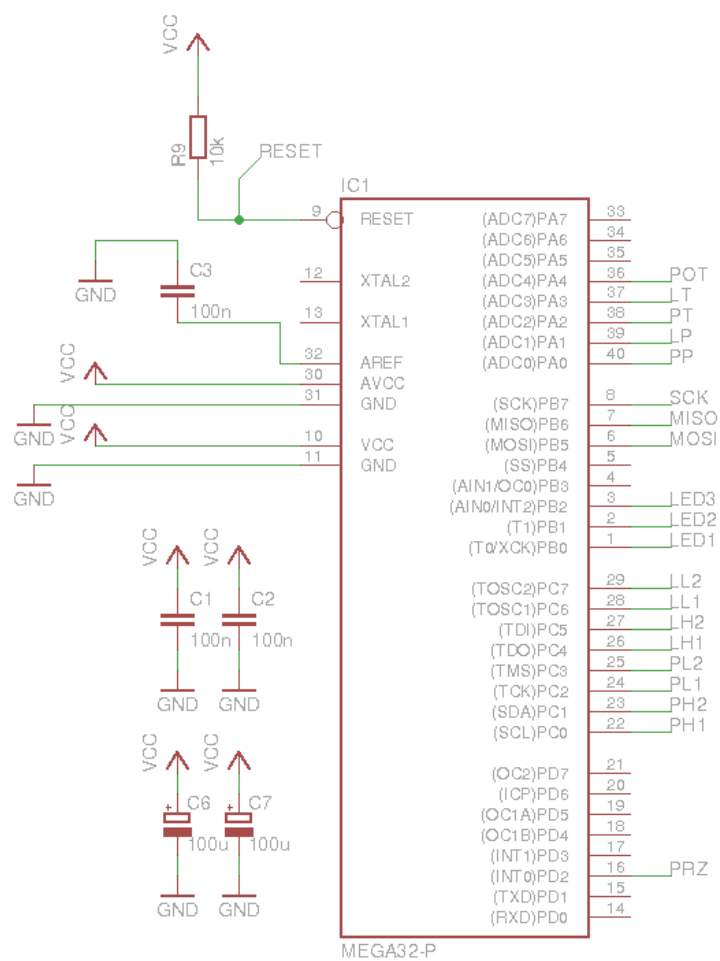 VCC
R9
10k
RESET
IC1
9 RESET
(ADC7)PA7 33
(ADC6)PA6 34
(ADC5)PA5 35
C3
100n
GND
12 XTAL2
(ADC4)PA4 36 POT
(ADC3)PA3 37 LT
13 XTAL1
(ADC2)PA2 38 PT
(ADC1)PA1 39 LP
32 AREF
(ADC0)PA0 40 PP
VCC
30 AVCC
31 GND
GND
(SCK)PB7 8 SCK
(MISO)PB6 7 MISO
VCC
10 VCC
(MOSI)PB5 6 MOSI
11 GND
GND
(SS)PB4 5
(AIN1/OC0)PB3 4
(AIN0/INT2)PB2 3 LED3
(T1)PB1 2 LED2
(T0/XCK)PB0 1 LED1
VCC VCC
C1 C2
100n 100n
GND GND
(TOSC2)PC7 29 LL2
(TOSC1)PC6 28 LL1
(TDI)PC5 27 LH2
(TDO)PC4 26 LH1
(TMS)PC3 25 PL2
(TCK)PC2 24 PL1
(SDA)PC1 23 PH2
(SCL)PC0 22 PH1
VCC VCC
+ C6 + C7
100u 100u
GND GND
(OC2)PD7 21
(ICP)PD6 20
(OC1A)PD5 19
(OC1B)PD4 18
(INT1)PD3 17
(INT0)PD2 16 PRZ
(TXD)PD1 15
(RXD)PD0 14
MEGA32-P